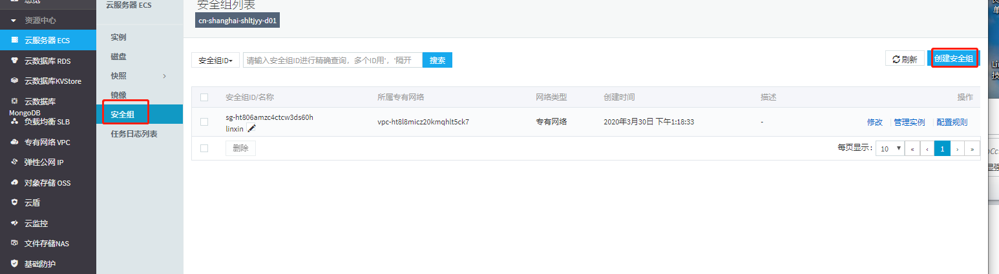 总览
资源中心
云服务器 ECS
云数据库 RDS
云数据库KVStore
云数据库
MongoDB
负载均衡 SLB
专有网络 VPC
弹性公网 IP
对象存储 OSS
云盾
云监控
文件存储NAS
基础防护
云服务器 ECS
实例
磁盘
快照
镜像
安全组
任务日志列表
安全组列表
cn-shanghai-shltjyy-d01
安全组ID 请输入安全组ID进行精确查询，多个ID用'，'隔开 搜索 刷新 创建安全组
安全组ID/名称 所属专有网络 网络类型 创建时间 描述 操作
sg-ht806amzc4ctcw3ds60h
linxin
vpc-ht8l8micz20kmqhlt5ck7 专有网络 2020年3月30日 下午1:18:33 - 修改 管理实例 配置规则
删除 每页显示： 10 « ‹ 1 › »
单
技